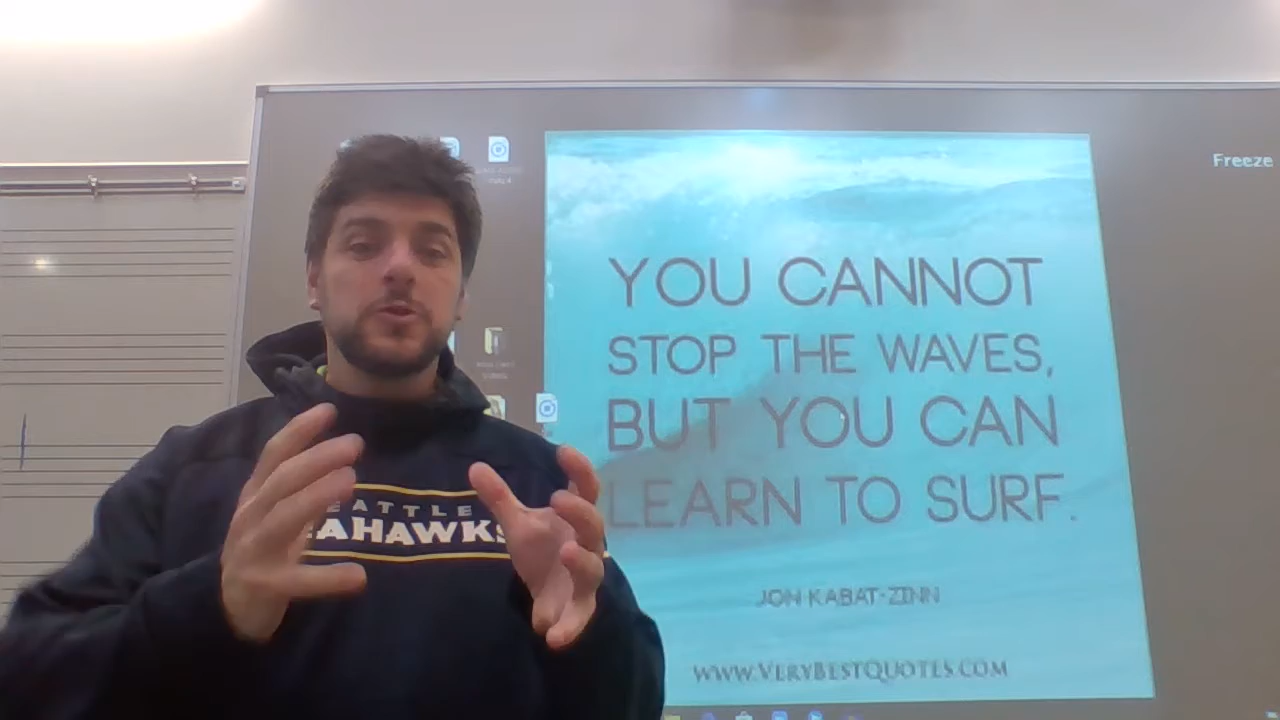 Freeze
YOU CANNOT
STOP THE WAVES,
BUT YOU CAN
LEARN TO SURF.
JON KABAT-ZINN
WWW.VERYBESTQUOTES.COM
EATTLE
EAHAWKS